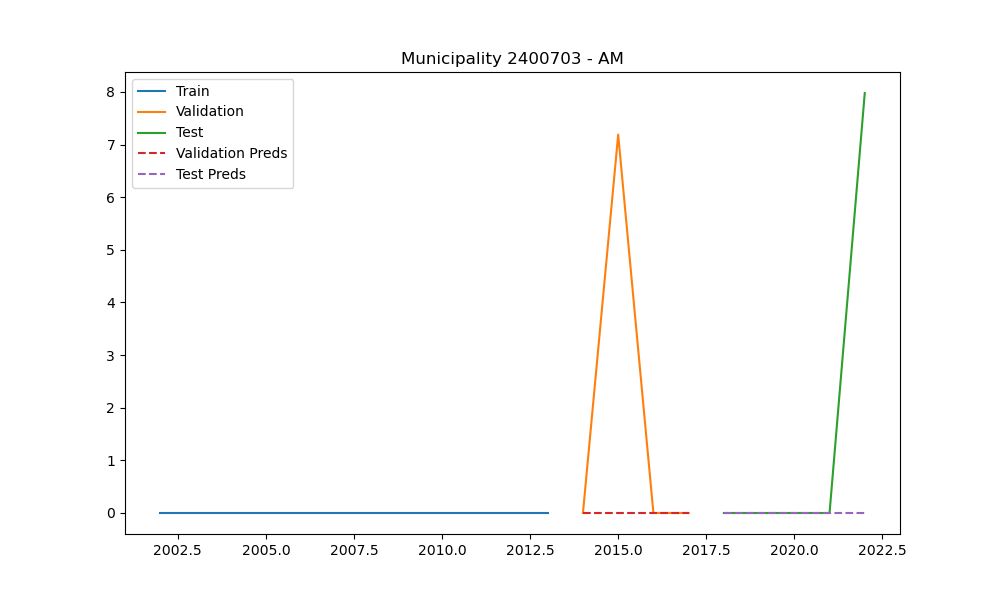 Municipality 2400703 - AM
Train
Validation
Test
Validation Preds
Test Preds
8
7
6
5
4
3
2
1
0
2002.5 2005.0 2007.5 2010.0 2012.5 2015.0 2017.5 2020.0 2022.5